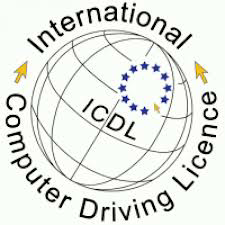 International
Computer Driving Licence
ICDL